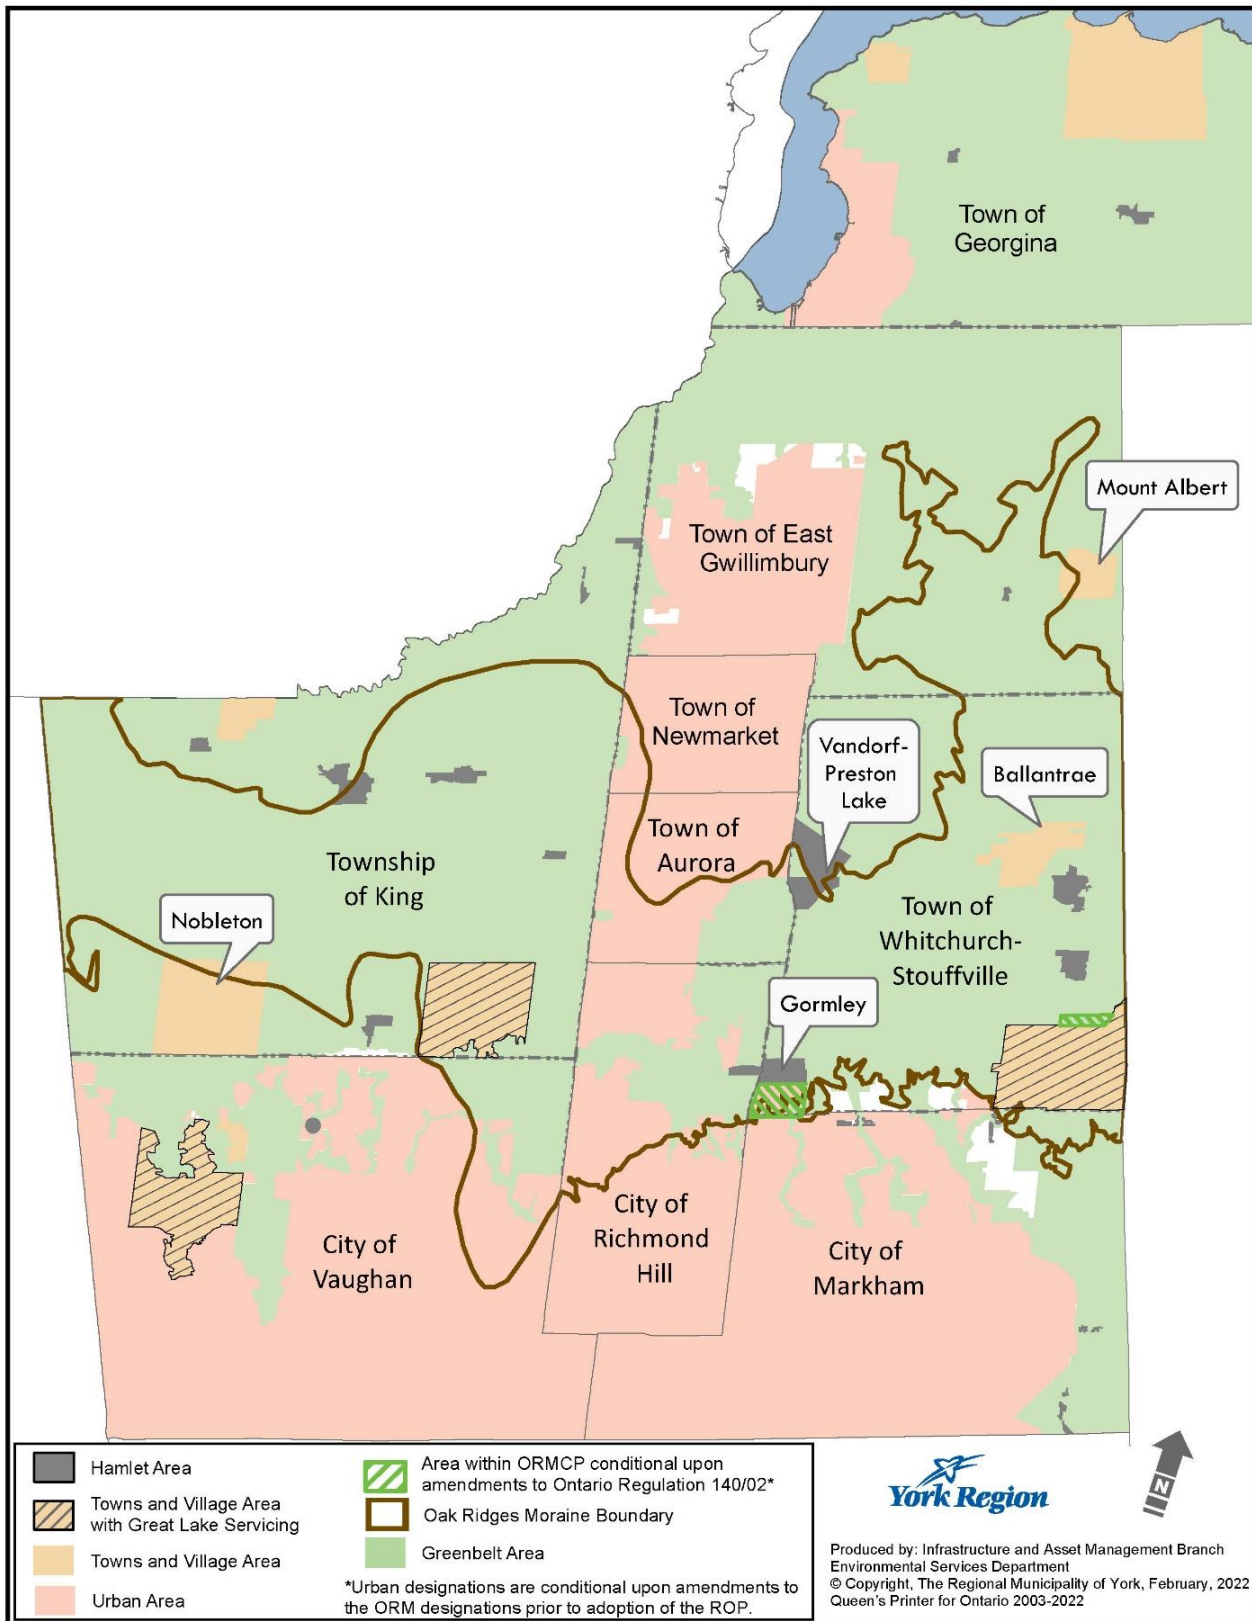 Town of
Georgina
Mount Albert
Town of East
Gwillimbury
Town of
Newmarket
Vandorf-
Preston
Lake
Ballantrae
Town of
Aurora
Township
of King
Nobleton
Town of
Whitchurch-
Stouffville
Gormley
City of
Richmond
Hill
City of
Vaughan
City of
Markham
Hamlet Area
Towns and Village Area
with Great Lake Servicing
Towns and Village Area
Urban Area
Area within ORMCP conditional upon
amendments to Ontario Regulation 140/02*
Oak Ridges Moraine Boundary
Greenbelt Area
*Urban designations are conditional upon amendments to
the ORM designations prior to adoption of the ROP.
York Region
N
Produced by: Infrastructure and Asset Management Branch
Environmental Services Department
© Copyright, The Regional Municipality of York, February, 2022
Queen's Printer for Ontario 2003-2022